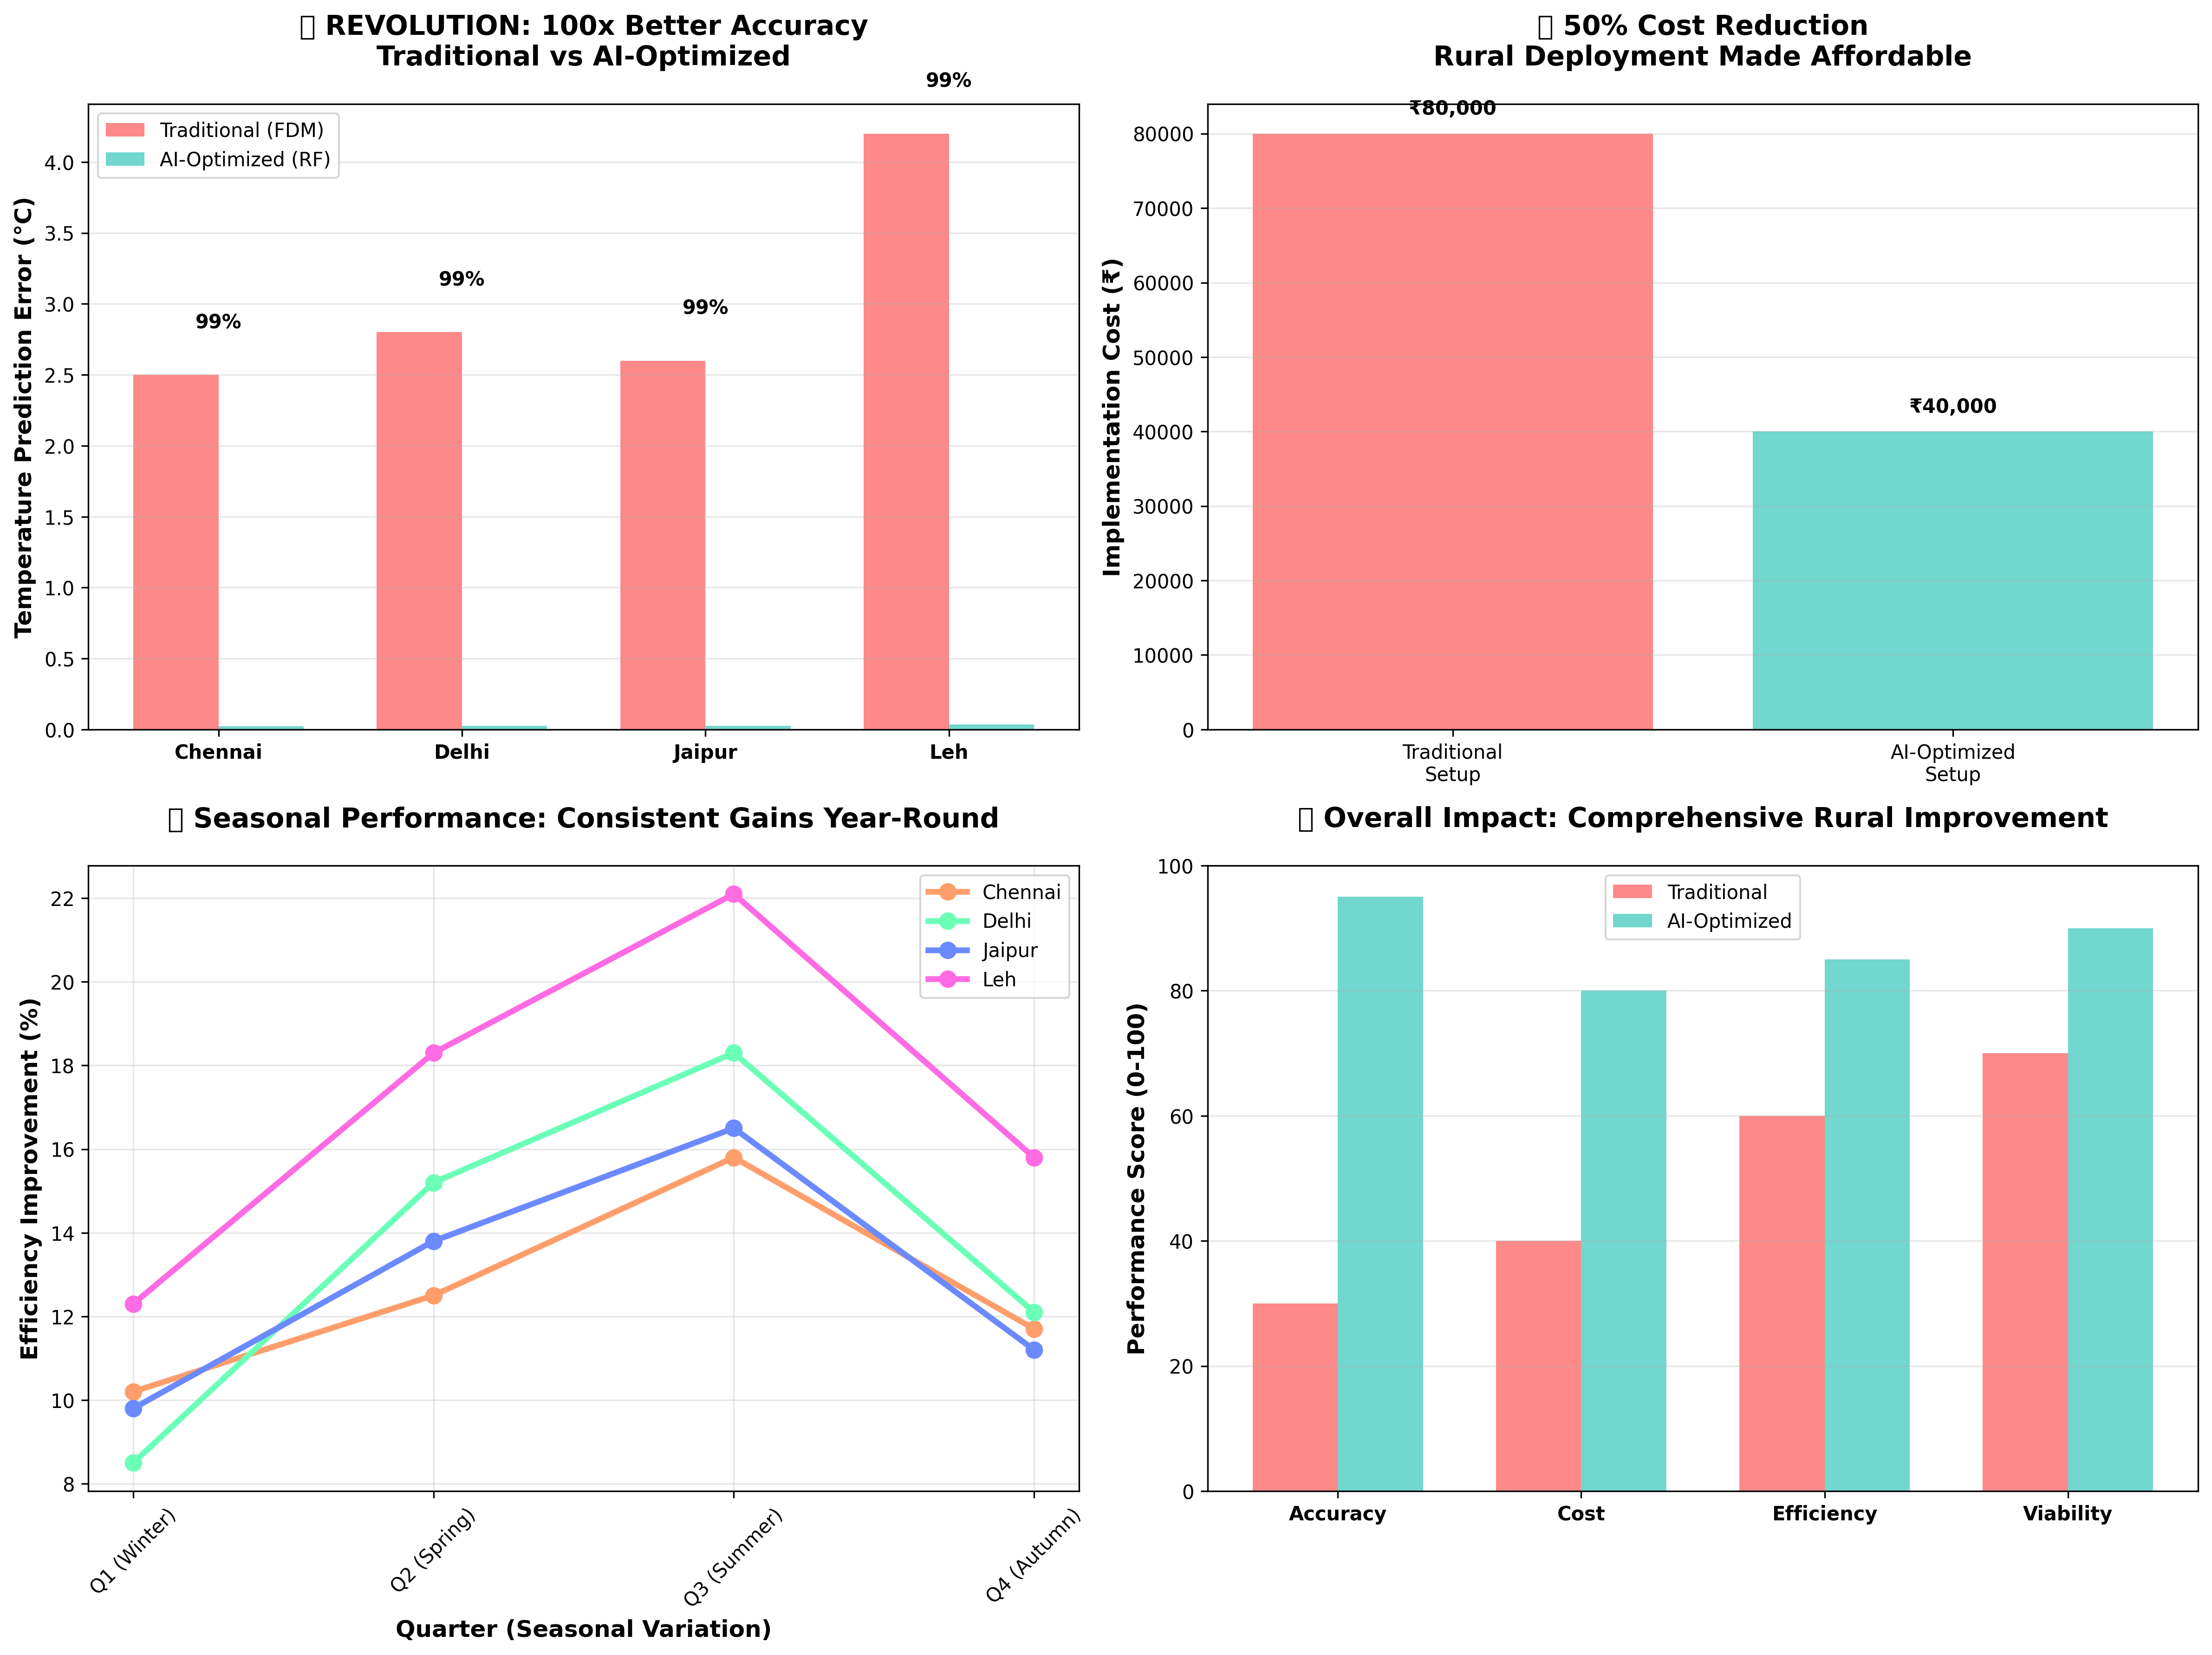 ▯ REVOLUTION: 100x Better Accuracy
Traditional vs AI-Optimized
99%
99%
99%
99%
Traditional (FDM)
AI-Optimized (RF)
Temperature Prediction Error (°C)
4.0
3.5
3.0
2.5
2.0
1.5
1.0
0.5
0.0
Chennai
Delhi
Jaipur
Leh
▯ 50% Cost Reduction
Rural Deployment Made Affordable
₹80,000
₹40,000
Implementation Cost (₹)
80000
70000
60000
50000
40000
30000
20000
10000
0
Traditional
Setup
AI-Optimized
Setup
▯ Seasonal Performance: Consistent Gains Year-Round
Chennai
Delhi
Jaipur
Leh
Efficiency Improvement (%)
22
20
18
16
14
12
10
8
Q1 (Winter)
Q2 (Spring)
Q3 (Summer)
Q4 (Autumn)
Quarter (Seasonal Variation)
▯ Overall Impact: Comprehensive Rural Improvement
Traditional
AI-Optimized
Performance Score (0-100)
100
80
60
40
20
0
Accuracy
Cost
Efficiency
Viability